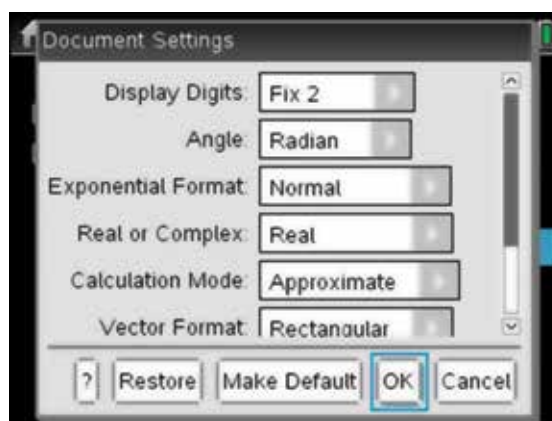 Document Settings
Display Digits: Fix 2
Angle: Radian
Exponential Format: Normal
Real or Complex: Real
Calculation Mode: Approximate
Vector Format: Rectangular
? Restore Make Default OK Cancel